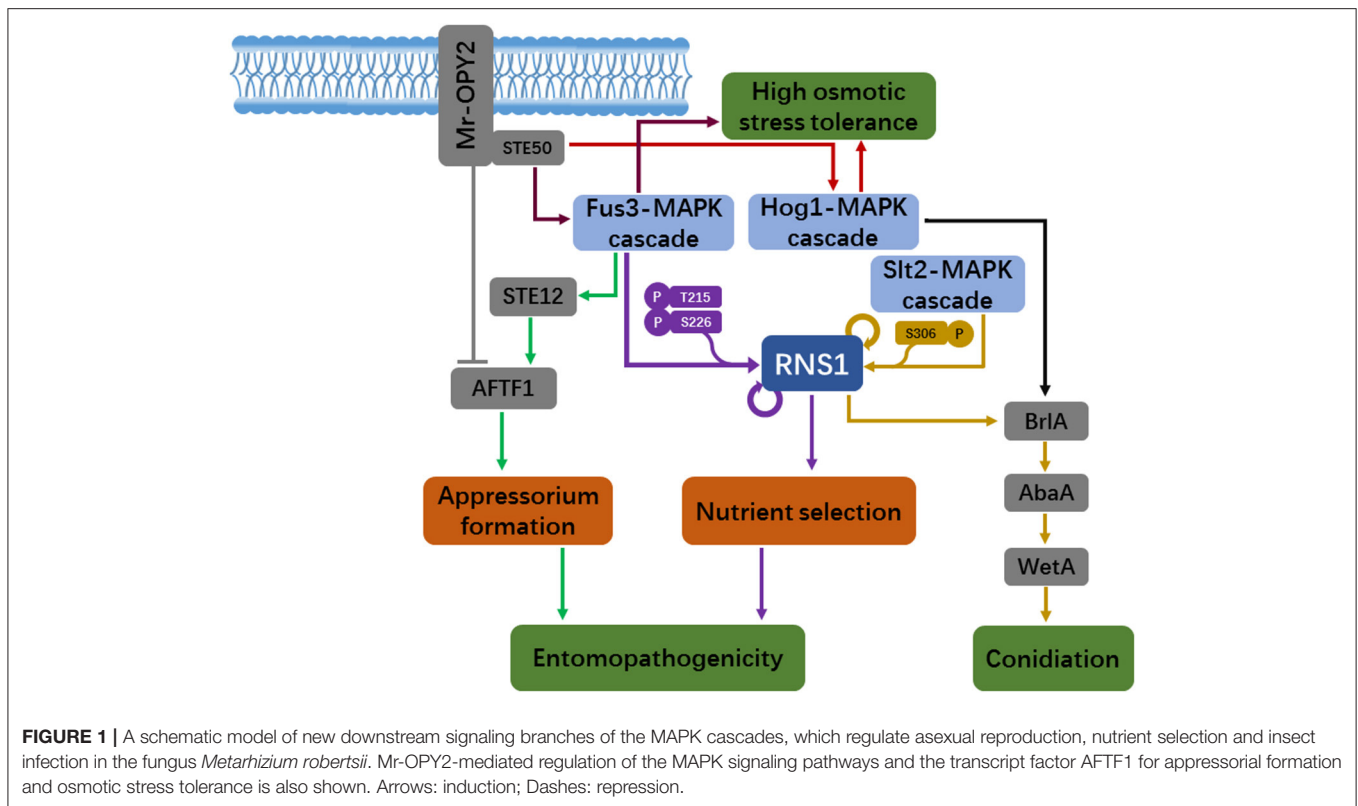 Mr-OPY2
STE50
High osmotic
stress tolerance
Fus3-MAPK
cascade
Hog1-MAPK
cascade
Slt2-MAPK
cascade
STE12
P T215
P S226
S306 P
RNS1
AFTF1
BrlA
AbaA
WetA
Appressorium
formation
Nutrient selection
Entomopathogenicity
Conidiation
FIGURE 1 | A schematic model of new downstream signaling branches of the MAPK cascades, which regulate asexual reproduction, nutrient selection and insect
infection in the fungus Metarhizium robertsii. Mr-OPY2-mediated regulation of the MAPK signaling pathways and the transcript factor AFTF1 for appressorial formation
and osmotic stress tolerance is also shown. Arrows: induction; Dashes: repression.